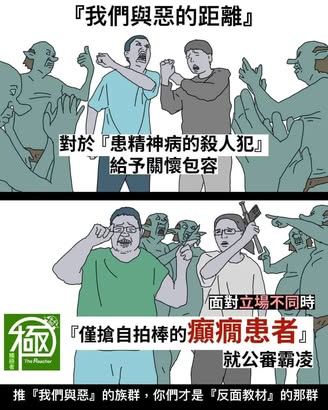 『我們與惡的距離』
對於『患精神病的殺人犯』
給予關懷包容
面對立場不同時
『僅搶自拍棒的癲癇患者』
就公審霸凌
極
The Reacher
推『我們與惡』的族群,你們才是『反面教材』的那群